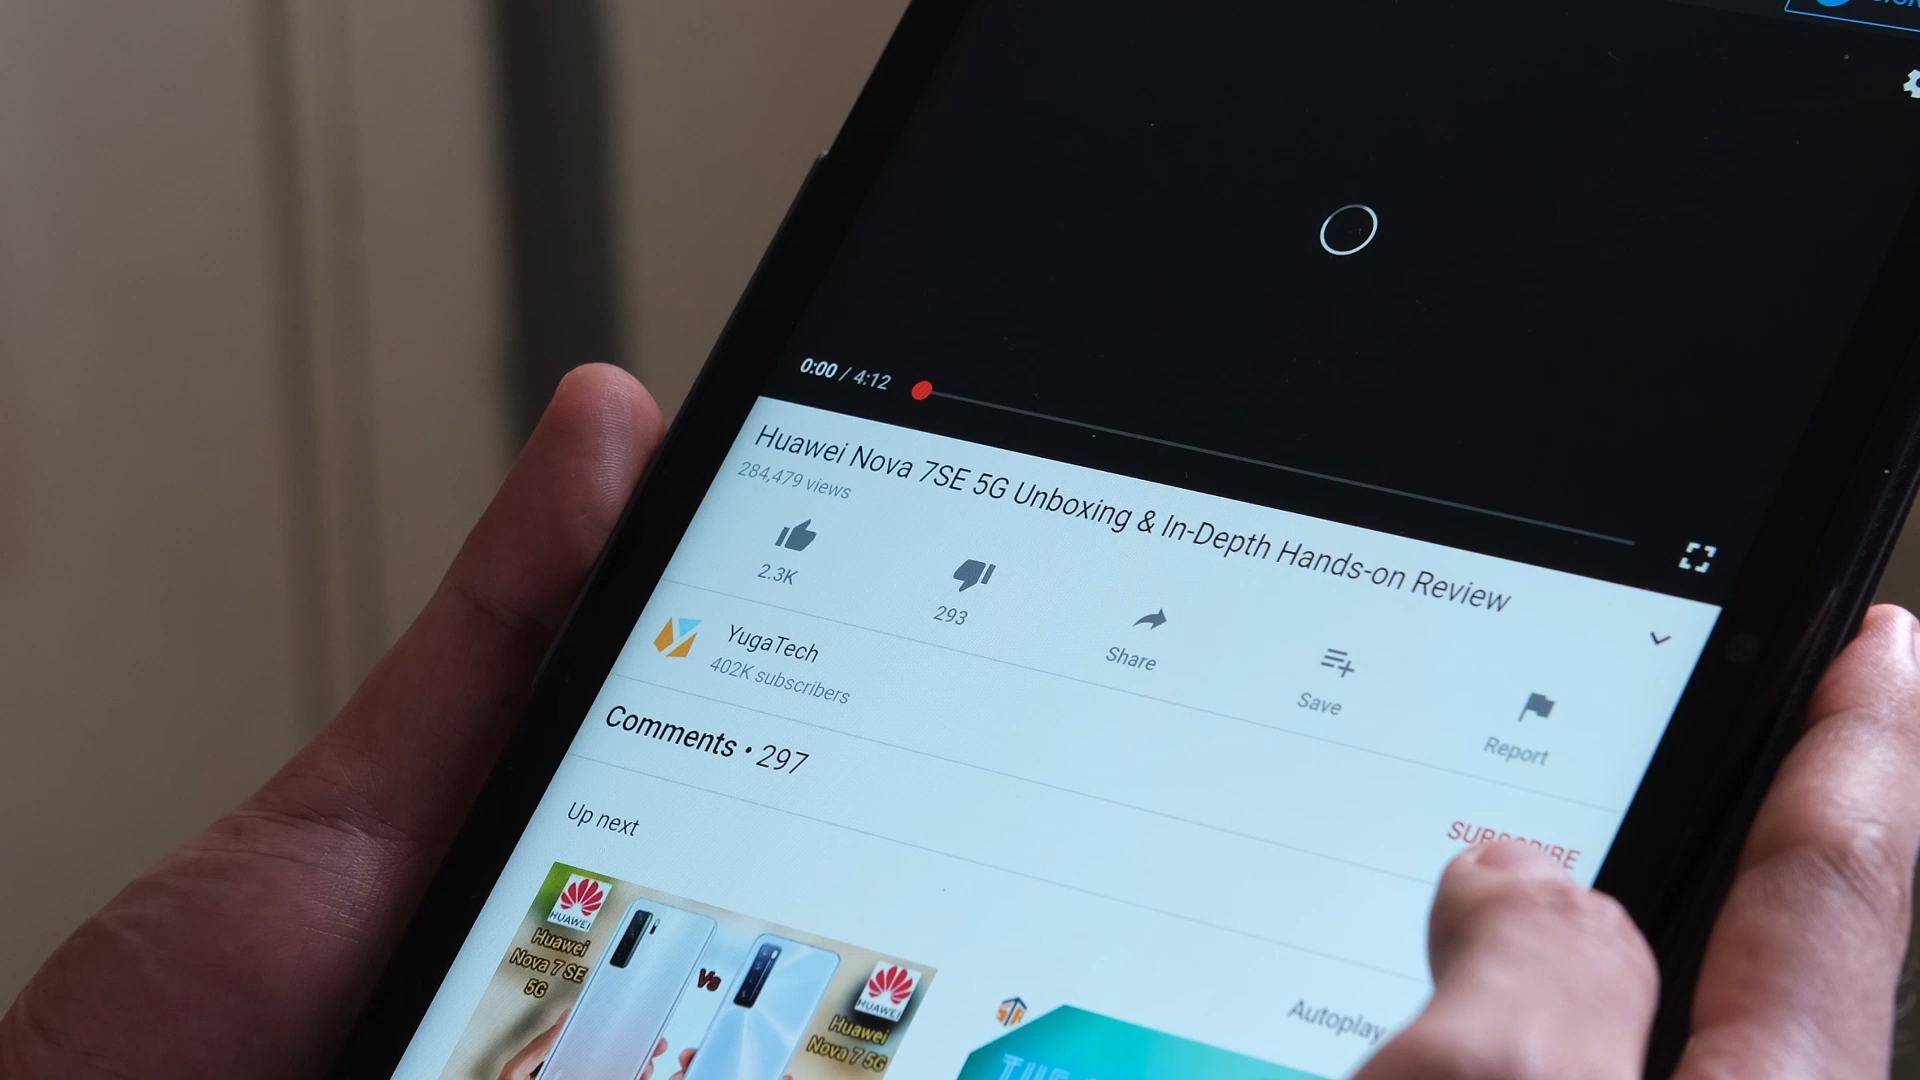 0:00 / 4:12
Huawei Nova 7SE 5G Unboxing & In-Depth Hands-on Review
284,479 views
2.3K
293
Share
Save
Report
YugaTech
402K subscribers
SUBSCRIBE
Comments • 297
Up next
Autoplay
HUAWEI
Huawei
Nova 7 SE
5G
Vs
HUAWEI
Huawei
Nova 7 5G